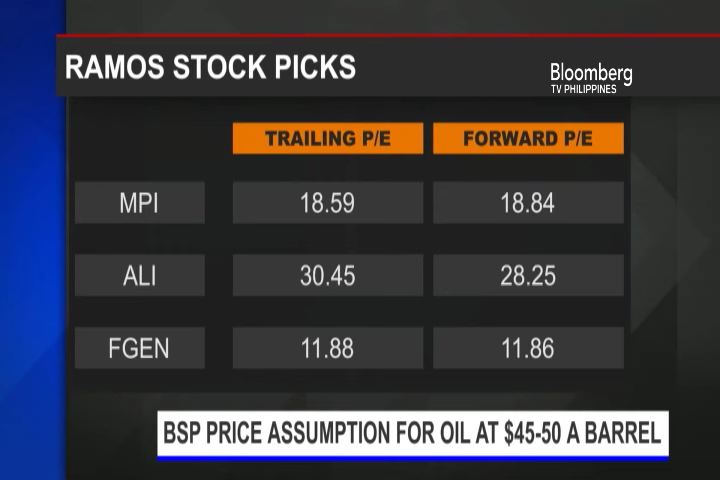 RAMOS STOCK PICKS
Bloomberg
TV PHILIPPINES
TRAILING P/E FORWARD P/E
MPI 18.59 18.84
ALI 30.45 28.25
FGEN 11.88 11.86
BSP PRICE ASSUMPTION FOR OIL AT $45-50 A BARREL